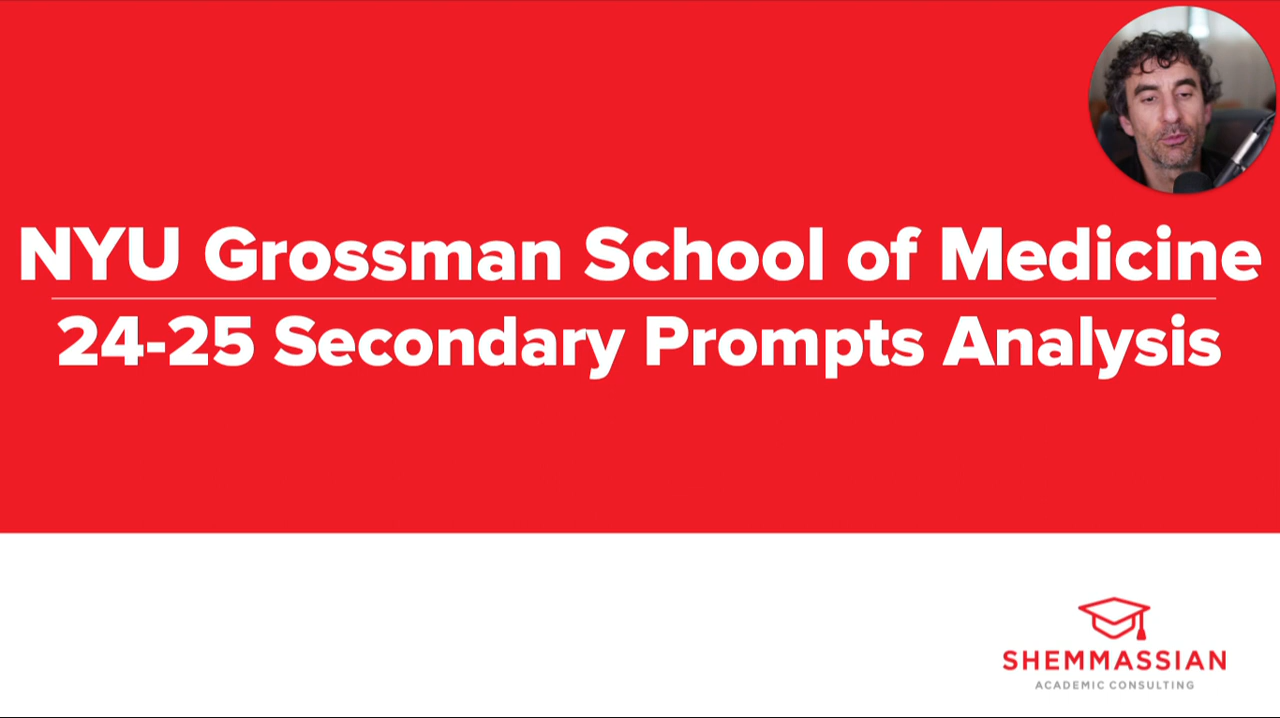 NYU Grossman School of Medicine
24-25 Secondary Prompts Analysis
SHEMMASSIAN
ACADEMIC CONSULTING